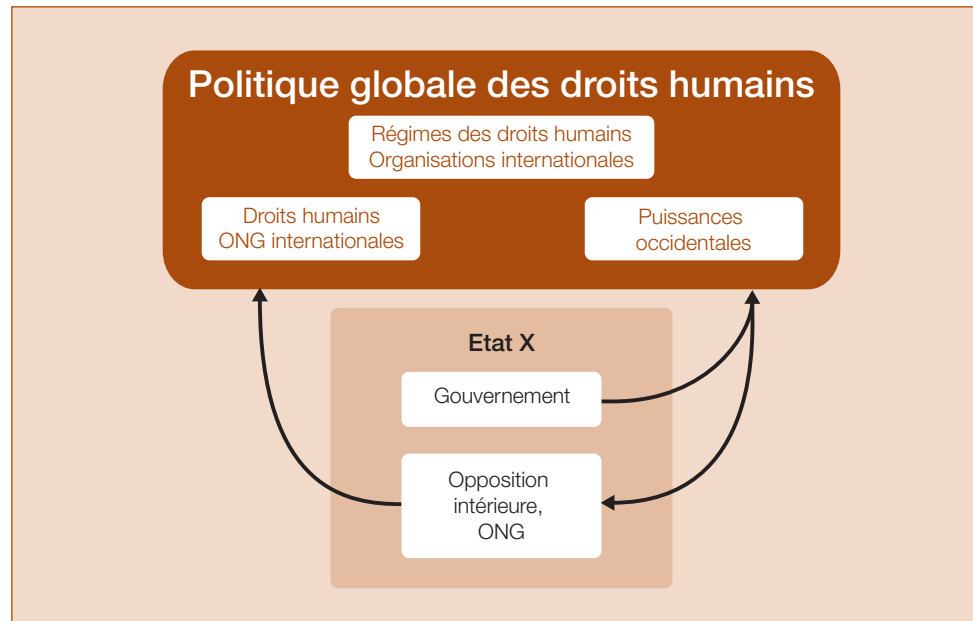 Politique globale des droits humains
Régimes des droits humains
Organisations internationales
Droits humains
ONG internationales
Puissances
occidentales
Etat X
Gouvernement
Opposition
intérieure,
ONG